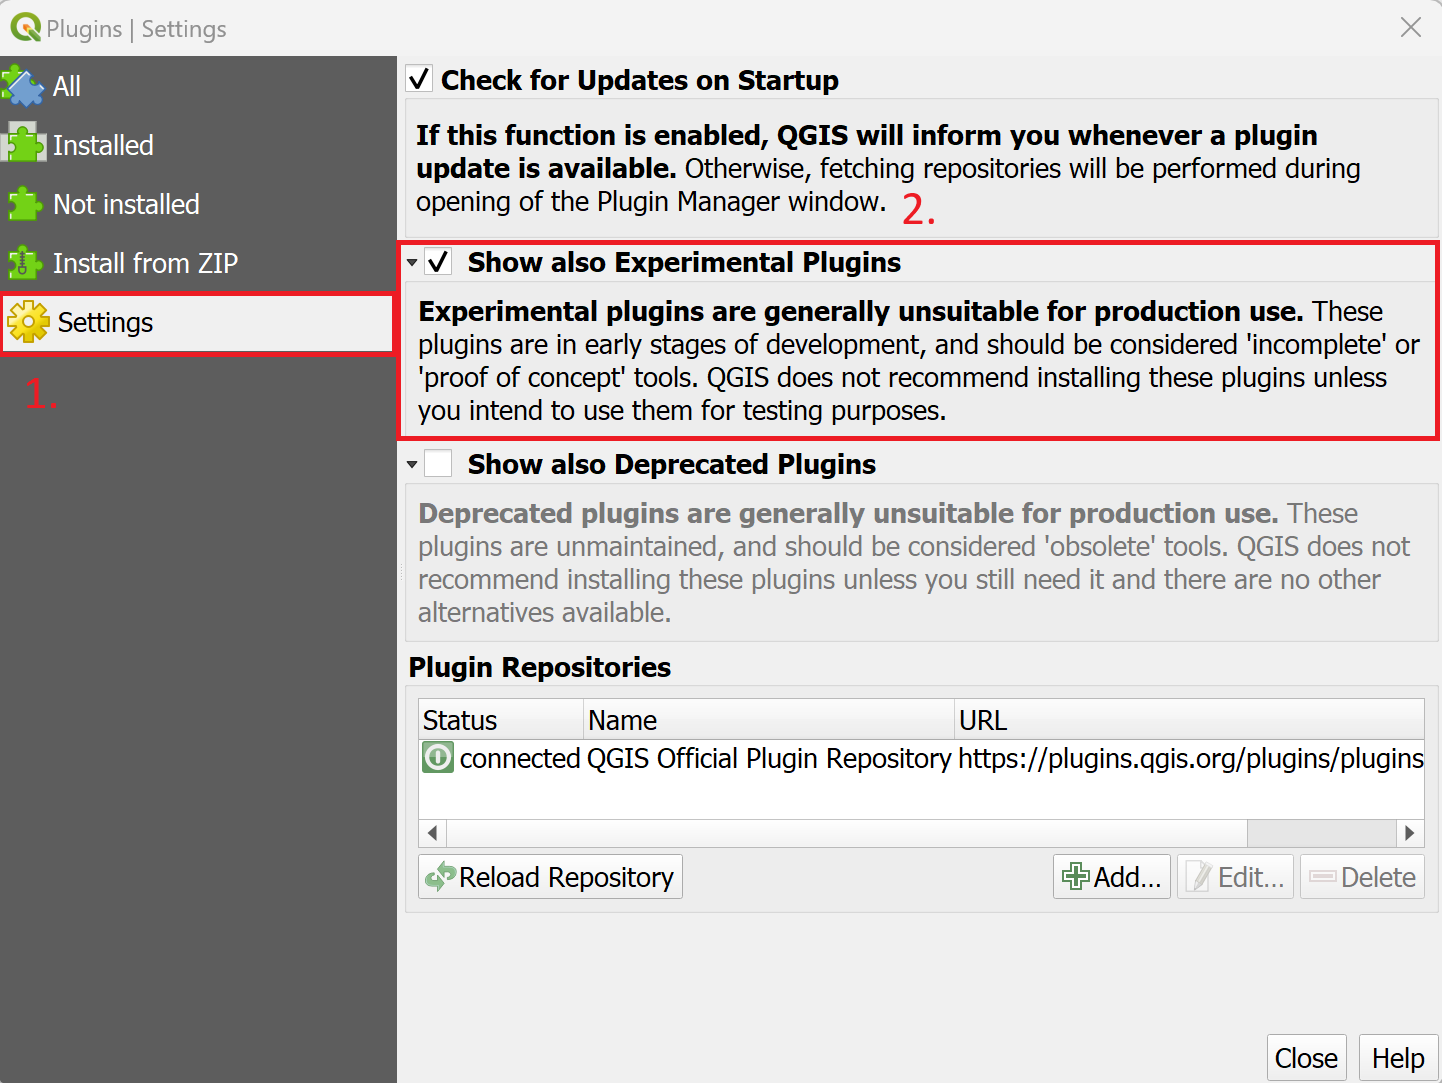 Plugins | Settings
All
Installed
Not installed
Install from ZIP
Settings
1.
Check for Updates on Startup
If this function is enabled, QGIS will inform you whenever a plugin
update is available. Otherwise, fetching repositories will be performed during
opening of the Plugin Manager window.
2.
Show also Experimental Plugins
Experimental plugins are generally unsuitable for production use. These
plugins are in early stages of development, and should be considered 'incomplete' or
'proof of concept' tools. QGIS does not recommend installing these plugins unless
you intend to use them for testing purposes.
Show also Deprecated Plugins
Deprecated plugins are generally unsuitable for production use. These
plugins are unmaintained, and should be considered 'obsolete' tools. QGIS does not
recommend installing these plugins unless you still need it and there are no other
alternatives available.
Plugin Repositories
Status Name URL
connected QGIS Official Plugin Repository https://plugins.qgis.org/plugins/plugins
Reload Repository Add... Edit... Delete
Close Help